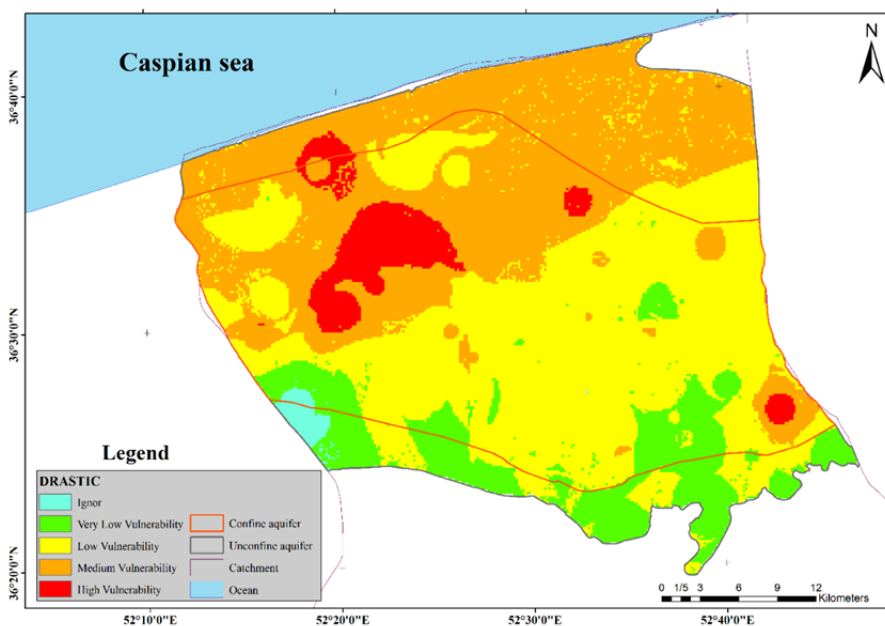 Caspian sea
N
36°40'0"N
36°30'0"N
36°20'0"N
Legend
DRASTIC
Ignor
Very Low Vulnerability
Low Vulnerability
Medium Vulnerability
High Vulnerability
Confine aquifer
Unconfine aquifer
Catchment
Ocean
0 1/5 3 6 9 12
Kilometers
52°10'0"E
52°20'0"E
52°30'0"E
52°40'0"E